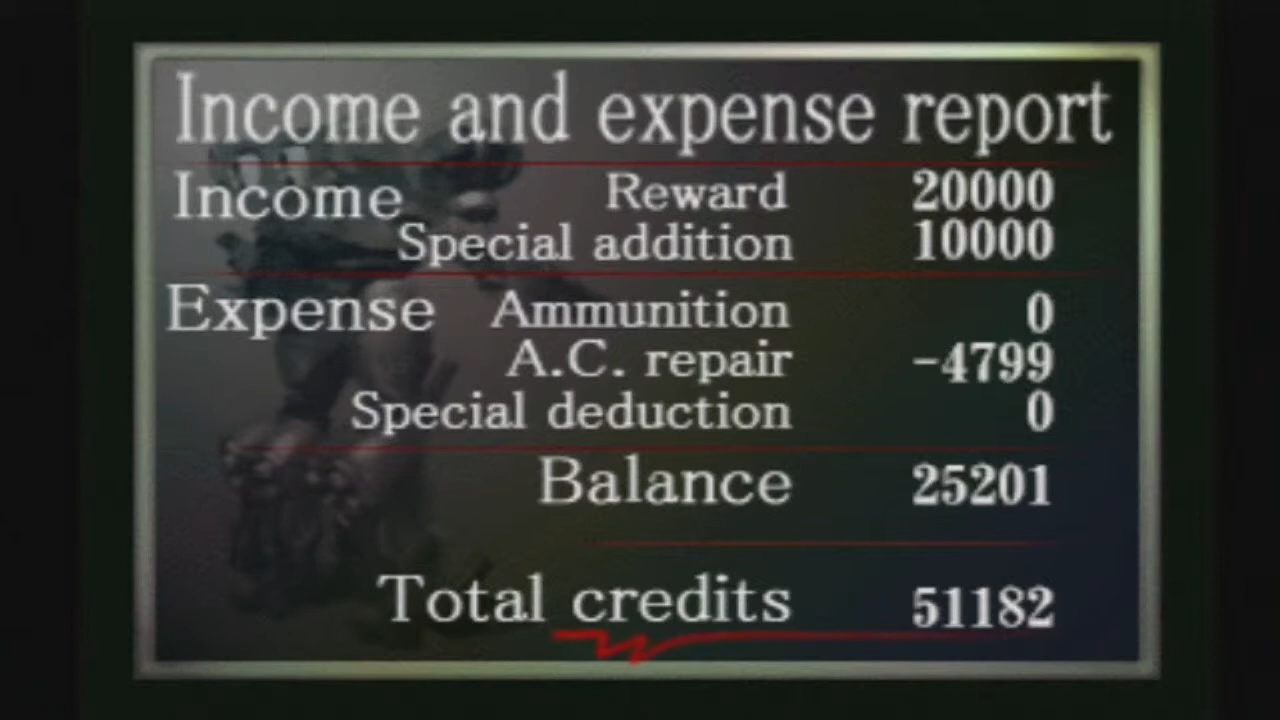 Income and expense report
Income Reward 20000
Special addition 10000
Expense Ammunition 0
A.C. repair -4799
Special deduction 0
Balance 25201
Total credits 51182